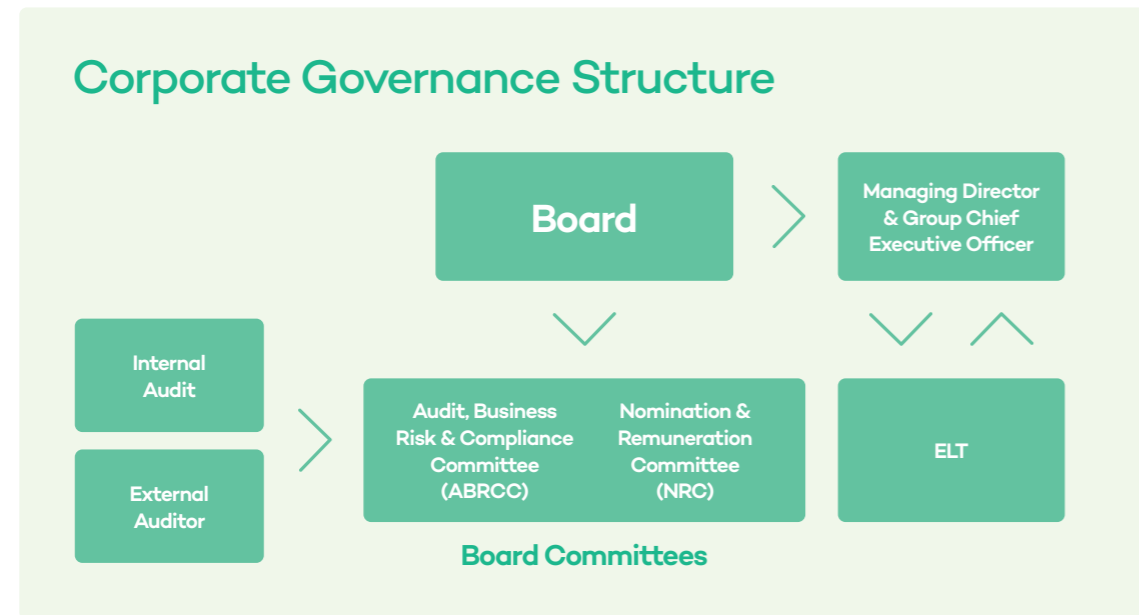 Corporate Governance Structure
Board
Managing Director
& Group Chief
Executive Officer
Internal
Audit
External
Auditor
Audit, Business
Risk & Compliance
Committee
(ABRCC)
Nomination &
Remuneration
Committee
(NRC)
ELT
Board Committees